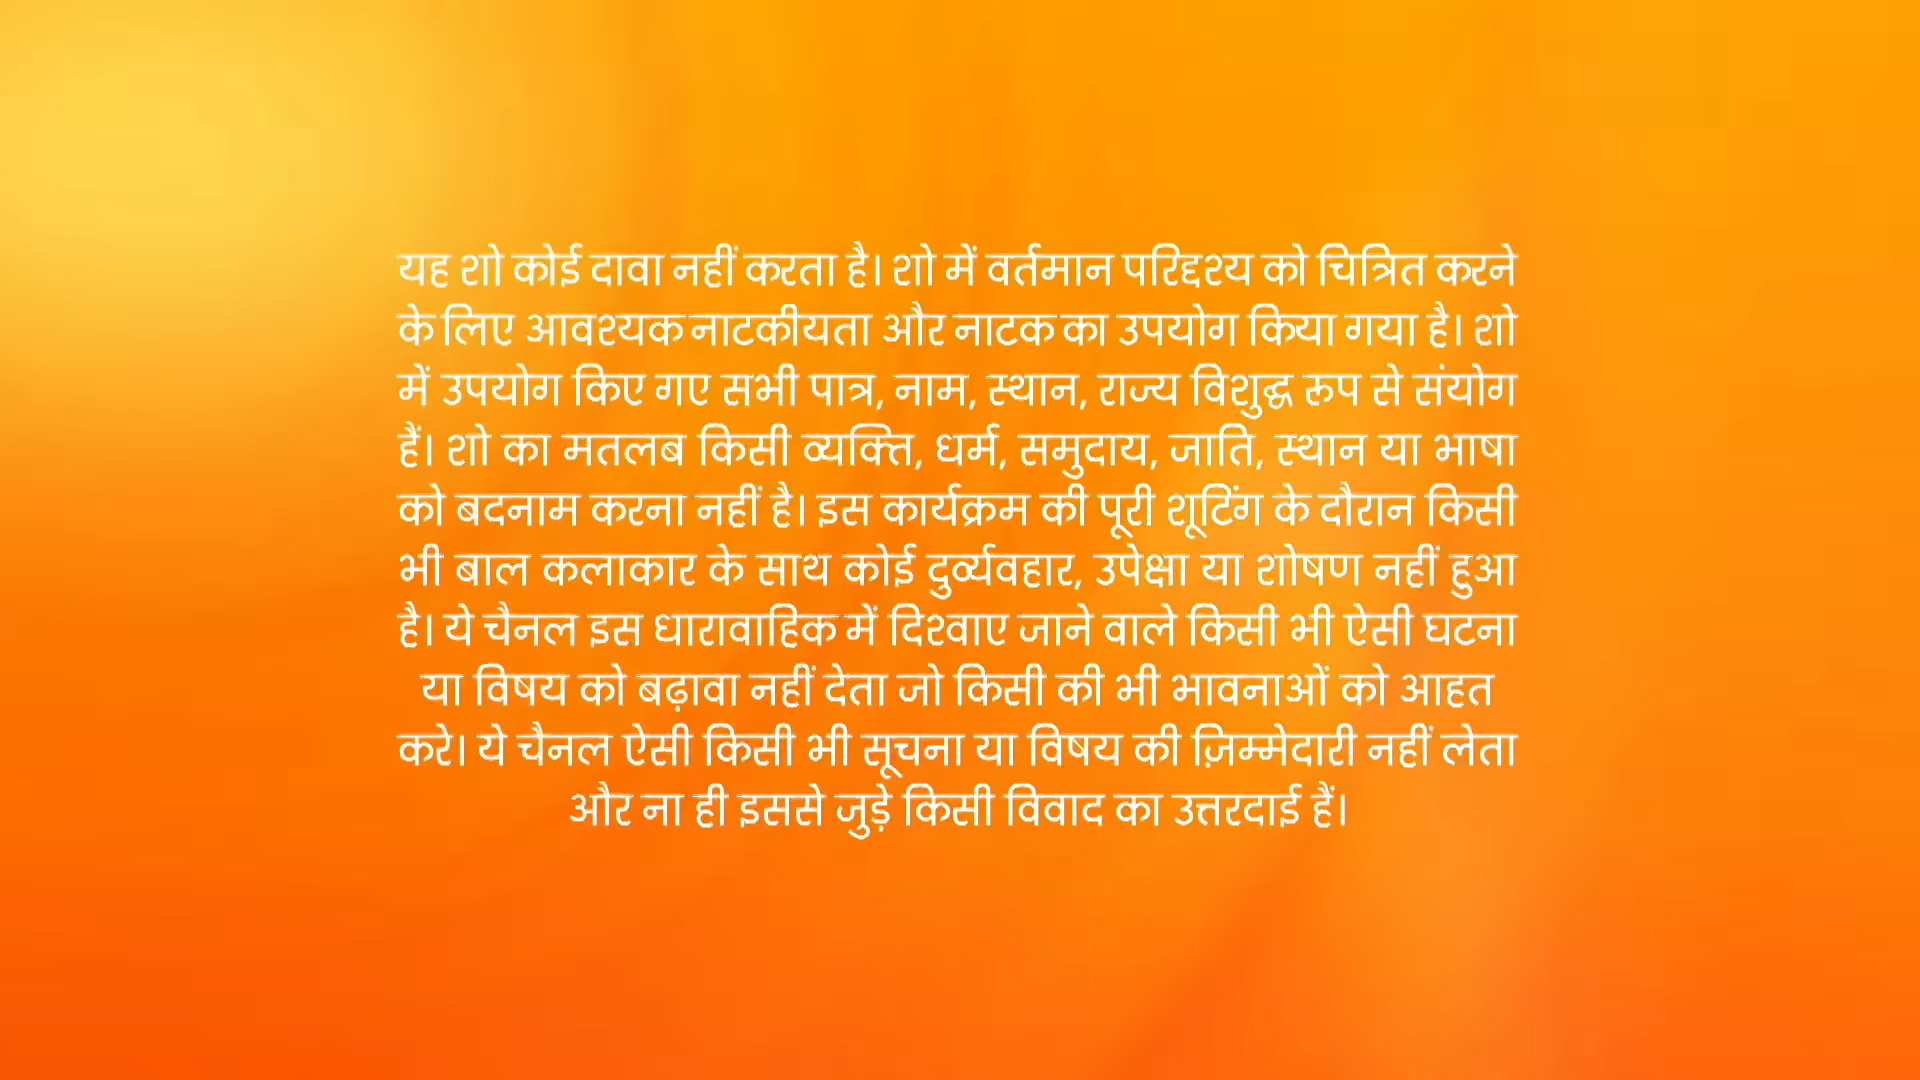 यह शो कोई दावा नहीं करता है। शो में वर्तमान परिद्दश्य को चित्रित करने
के लिए आवश्यक नाटकीयता और नाटक का उपयोग किया गया है। शो
में उपयोग किए गए सभी पात्र, नाम, स्थान, राज्य विशुद्ध रूप से संयोग
हैं। शो का मतलब किसी व्यक्ति, धर्म, समुदाय, जाति, स्थान या भाषा
को बदनाम करना नहीं है। इस कार्यक्रम की पूरी शूटिंग के दौरान किसी
भी बाल कलाकार के साथ कोई दुर्व्यवहार, उपेक्षा या शोषण नहीं हुआ
है। ये चैनल इस धारावाहिक में दिखाए जाने वाले किसी भी ऐसी घटना
या विषय को बढ़ावा नहीं देता जो किसी की भी भावनाओं को आहत
करे। ये चैनल ऐसी किसी भी सूचना या विषय की ज़िम्मेदारी नहीं लेता
और ना ही इससे जुड़े किसी विवाद का उत्तरदाई हैं।